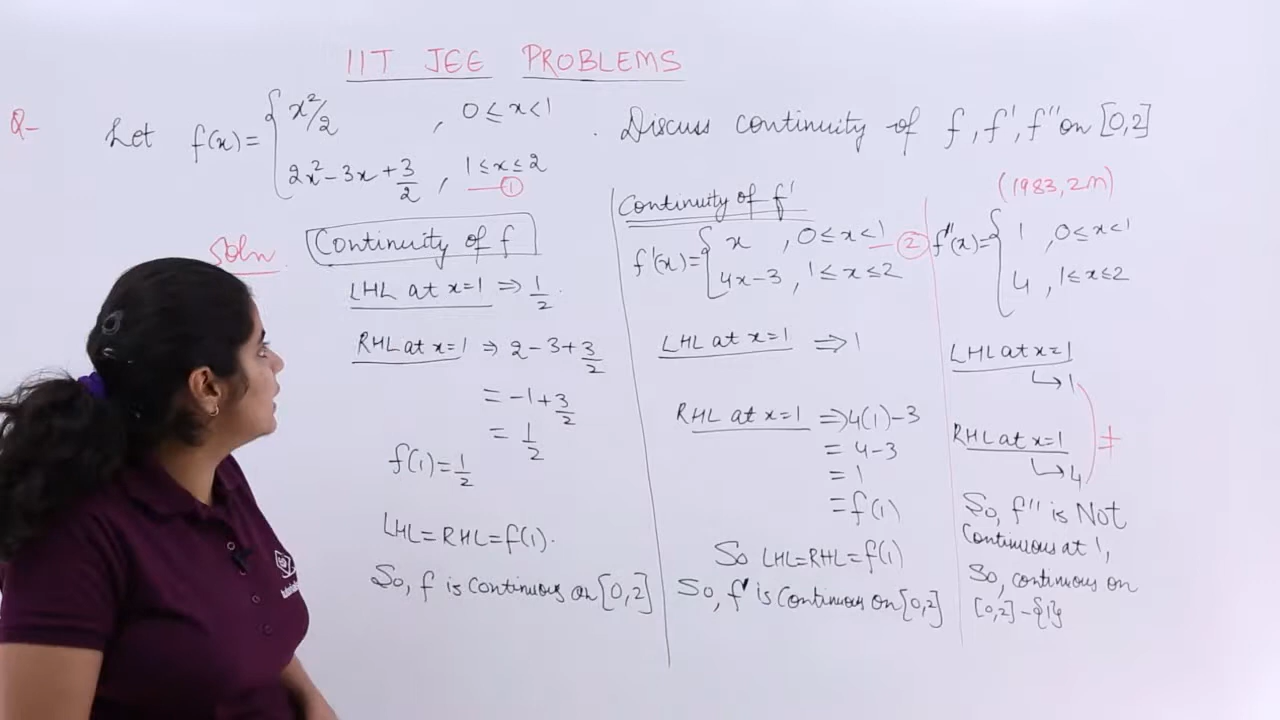 IIT JEE PROBLEMS
Q-
Let f(x) = { x²/2 , 0 ≤ x < 1 . Discuss continuity of f, f', f'' on [0,2]
2x² - 3x + 3/2 , 1 ≤ x ≤ 2 —①
(1983, 2m)
Soln.
Continuity of f
LHL at x=1 ⇒ 1/2.
RHL at x=1 ⇒ 2 - 3 + 3/2
= -1 + 3/2
= 1/2
f(1) = 1/2
LHL = RHL = f(1).
So, f is continuous on [0,2]
Continuity of f'
f'(x) = { x , 0 ≤ x < 1 —②
4x - 3 , 1 ≤ x ≤ 2
LHL at x=1 ⇒ 1
RHL at x=1 ⇒ 4(1) - 3
= 4 - 3
= 1
= f(1)
So LHL = RHL = f(1)
So, f' is continuous on [0,2]
f''(x) = { 1 , 0 ≤ x < 1
4 , 1 ≤ x ≤ 2
LHL at x=1
↳ 1
≠
RHL at x=1
↳ 4
So, f'' is Not
Continuous at 1,
So, continuous on
[0,2] - {1}